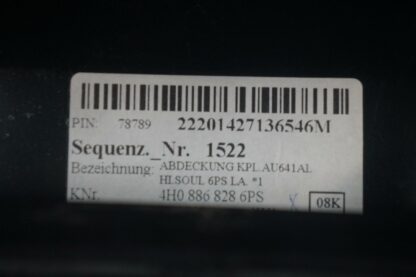 PIN: 78789 22201427136546M
Sequenz._Nr. 1522
Bezeichnung: ABDECKUNG KPL.AU641AL
HI.SOUL 6PS LA. *1
KNr. 4H0 886 828 6PS
08K